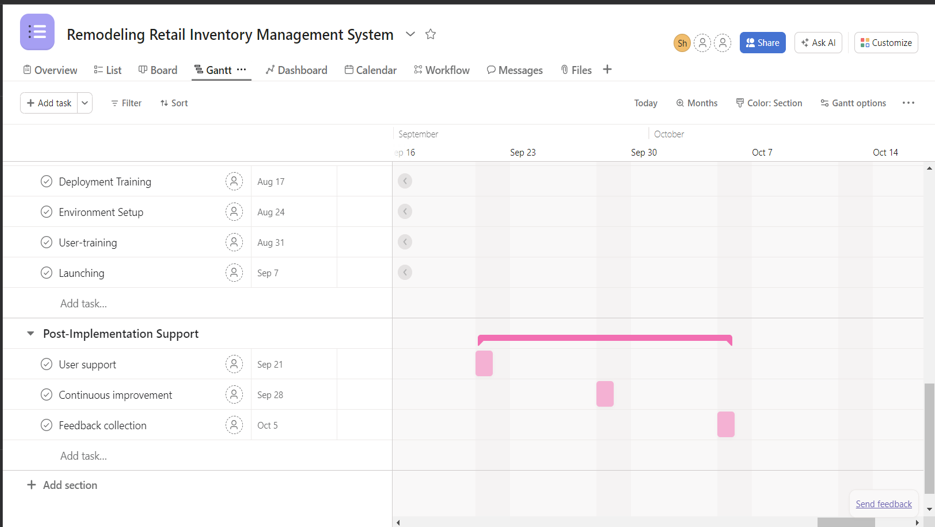 Remodeling Retail Inventory Management System
Sh
Share
Ask AI
Customize
Overview
List
Board
Gantt
Dashboard
Calendar
Workflow
Messages
Files
+ Add task
Filter
Sort
Today
Months
Color: Section
Gantt options
September
October
16
Sep 23
Sep 30
Oct 7
Oct 14
Deployment Training Aug 17
Environment Setup Aug 24
User-training Aug 31
Launching Sep 7
Add task...
Post-Implementation Support
User support Sep 21
Continuous improvement Sep 28
Feedback collection Oct 5
Add task...
+ Add section
Send feedback